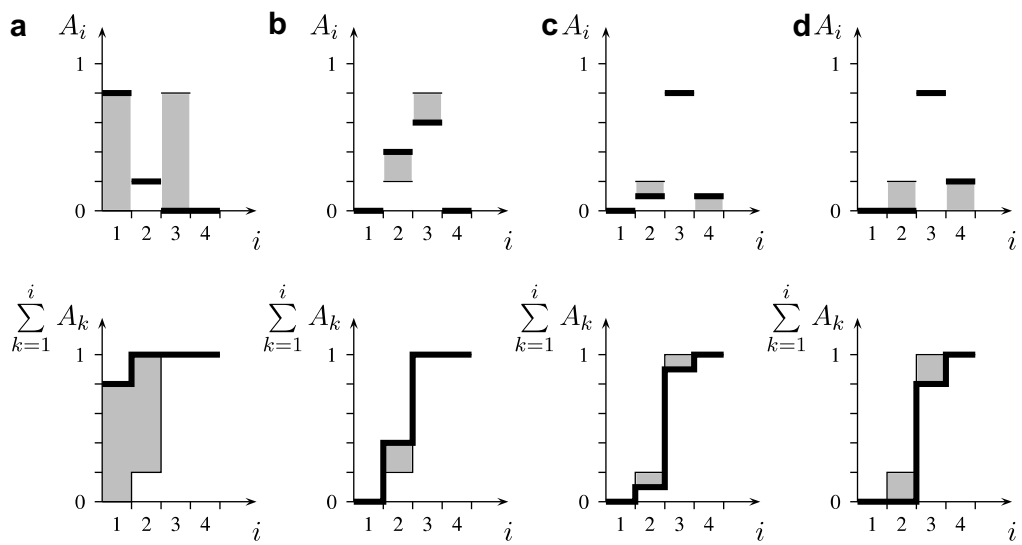 a A_i b A_i c A_i d A_i
1 1 1 1
0 0 0 0
1 2 3 4 i 1 2 3 4 i 1 2 3 4 i 1 2 3 4 i
i i i i
∑ A_k ∑ A_k ∑ A_k ∑ A_k
k=1 k=1 k=1 k=1
1 1 1 1
0 0 0 0
1 2 3 4 i 1 2 3 4 i 1 2 3 4 i 1 2 3 4 i